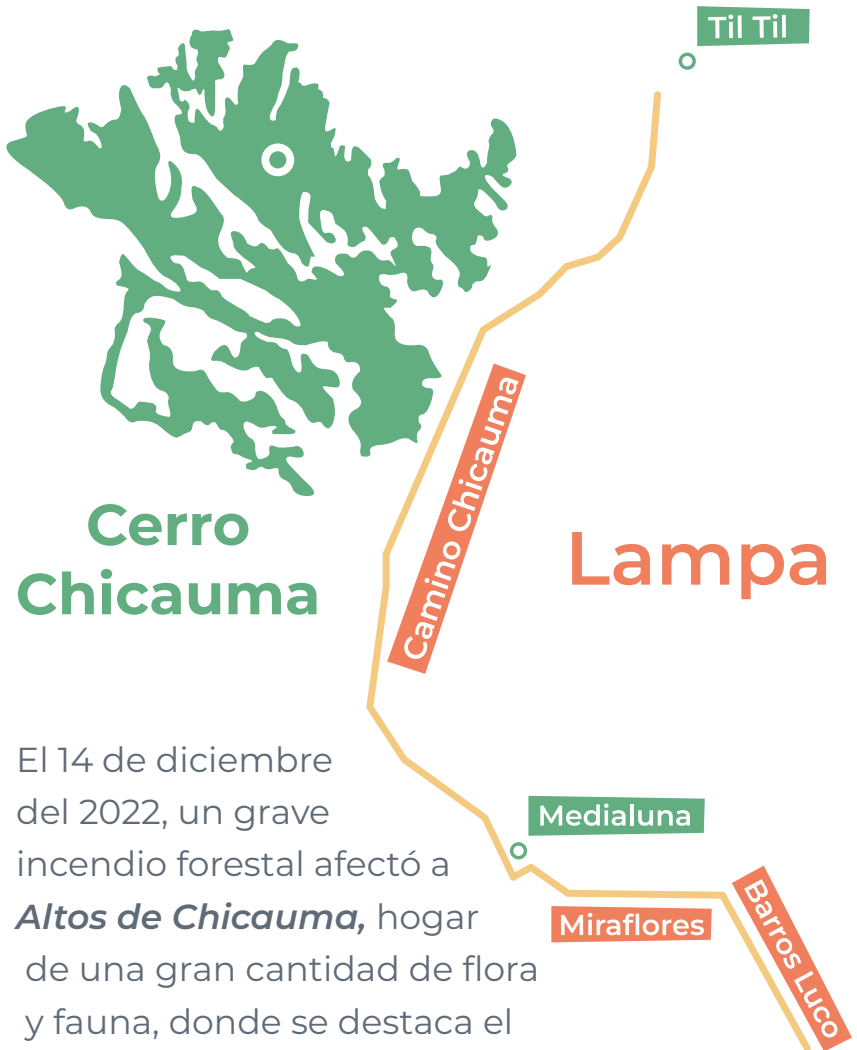 Til Til
Camino Chicauma
Cerro
Chicauma
Lampa
El 14 de diciembre
del 2022, un grave
incendio forestal afectó a
Altos de Chicauma, hogar
de una gran cantidad de flora
y fauna, donde se destaca el
Medialuna
Miraflores
Barros Luco